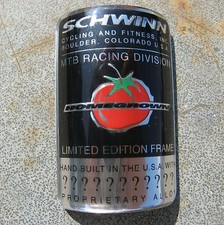 SCHWINN
CYCLING AND FITNESS, INC.
BOULDER, COLORADO U.S.A.
MTB RACING DIVISION
HOMEGROWN
LIMITED EDITION FRAME
HAND BUILT IN THE U.S.A. WITH
??????????
PROPRIETARY ALLOY